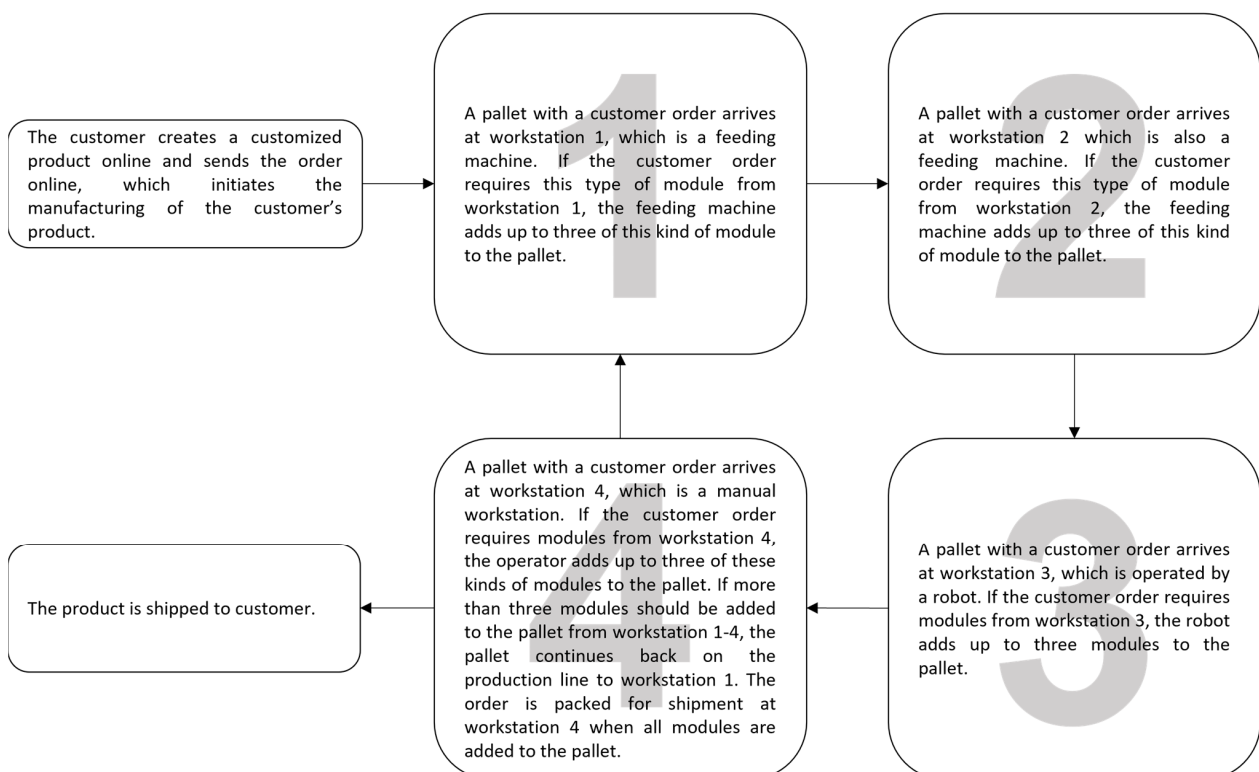 The customer creates a customized
product online and sends the order
online, which initiates the
manufacturing of the customer's
product.
1
A pallet with a customer order arrives
at workstation 1, which is a feeding
machine. If the customer order
requires this type of module from
workstation 1, the feeding machine
adds up to three of this kind of module
to the pallet.
2
A pallet with a customer order arrives
at workstation 2 which is also a
feeding machine. If the customer
order requires this type of module
from workstation 2, the feeding
machine adds up to three of this kind
of module to the pallet.
3
A pallet with a customer order arrives
at workstation 3, which is operated by
a robot. If the customer order requires
modules from workstation 3, the robot
adds up to three modules to the
pallet.
4
A pallet with a customer order arrives
at workstation 4, which is a manual
workstation. If the customer order
requires modules from workstation 4,
the operator adds up to three of these
kinds of modules to the pallet. If more
than three modules should be added
to the pallet from workstation 1-4, the
pallet continues back on the
production line to workstation 1. The
order is packed for shipment at
workstation 4 when all modules are
added to the pallet.
The product is shipped to customer.